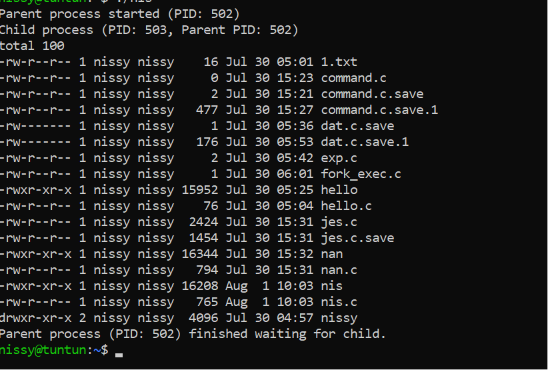 Parent process started (PID: 502)
Child process (PID: 503, Parent PID: 502)
total 100
-rw-r--r-- 1 nissy nissy    16 Jul 30 05:01 1.txt
-rw-r--r-- 1 nissy nissy     0 Jul 30 15:23 command.c
-rw-r--r-- 1 nissy nissy     2 Jul 30 15:21 command.c.save
-rw-r--r-- 1 nissy nissy   477 Jul 30 15:27 command.c.save.1
-rw------- 1 nissy nissy     1 Jul 30 05:36 dat.c.save
-rw------- 1 nissy nissy   176 Jul 30 05:53 dat.c.save.1
-rw-r--r-- 1 nissy nissy     2 Jul 30 05:42 exp.c
-rw-r--r-- 1 nissy nissy     1 Jul 30 06:01 fork_exec.c
-rwxr-xr-x 1 nissy nissy 15952 Jul 30 05:25 hello
-rw-r--r-- 1 nissy nissy    76 Jul 30 05:04 hello.c
-rw-r--r-- 1 nissy nissy  2424 Jul 30 15:31 jes.c
-rw-r--r-- 1 nissy nissy  1454 Jul 30 15:31 jes.c.save
-rwxr-xr-x 1 nissy nissy 16344 Jul 30 15:32 nan
-rw-r--r-- 1 nissy nissy   794 Jul 30 15:31 nan.c
-rwxr-xr-x 1 nissy nissy 16208 Aug  1 10:03 nis
-rw-r--r-- 1 nissy nissy   765 Aug  1 10:03 nis.c
drwxr-xr-x 2 nissy nissy  4096 Jul 30 04:57 nissy
Parent process (PID: 502) finished waiting for child.
nissy@tuntun:~$